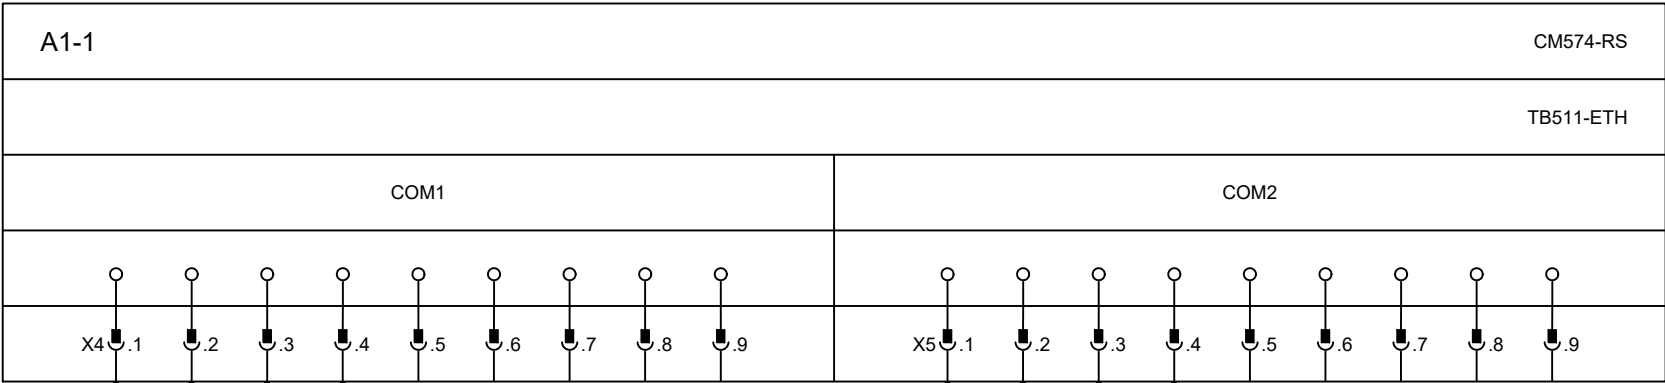 A1-1 CM574-RS
TB511-ETH
COM1 COM2
X4 .1 .2 .3 .4 .5 .6 .7 .8 .9 X5 .1 .2 .3 .4 .5 .6 .7 .8 .9